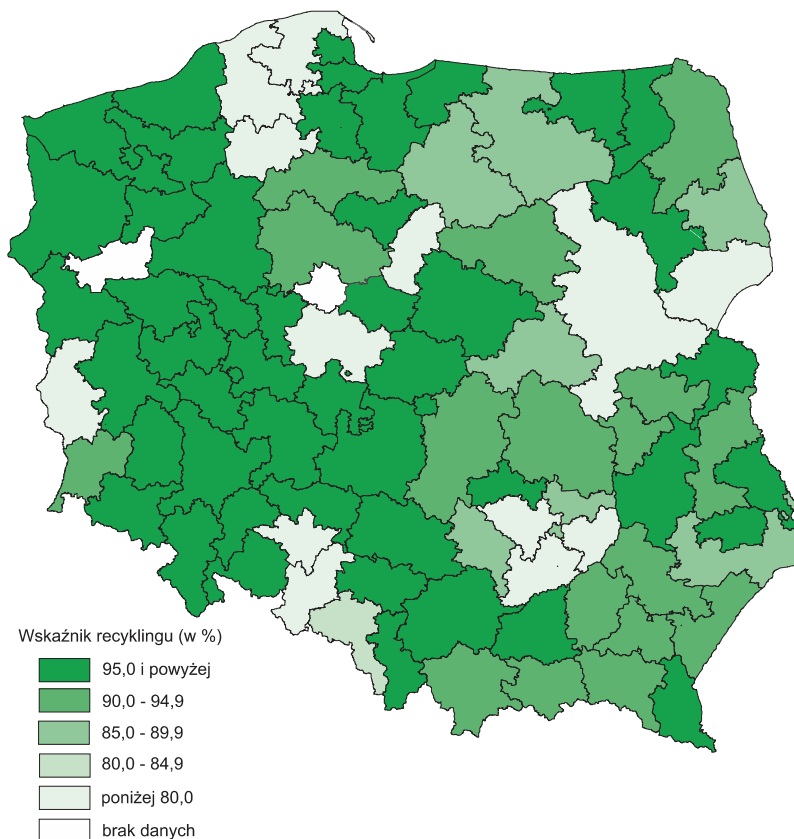 Wskaźnik recyklingu (w %)
95,0 i powyżej
90,0 - 94,9
85,0 - 89,9
80,0 - 84,9
poniżej 80,0
brak danych